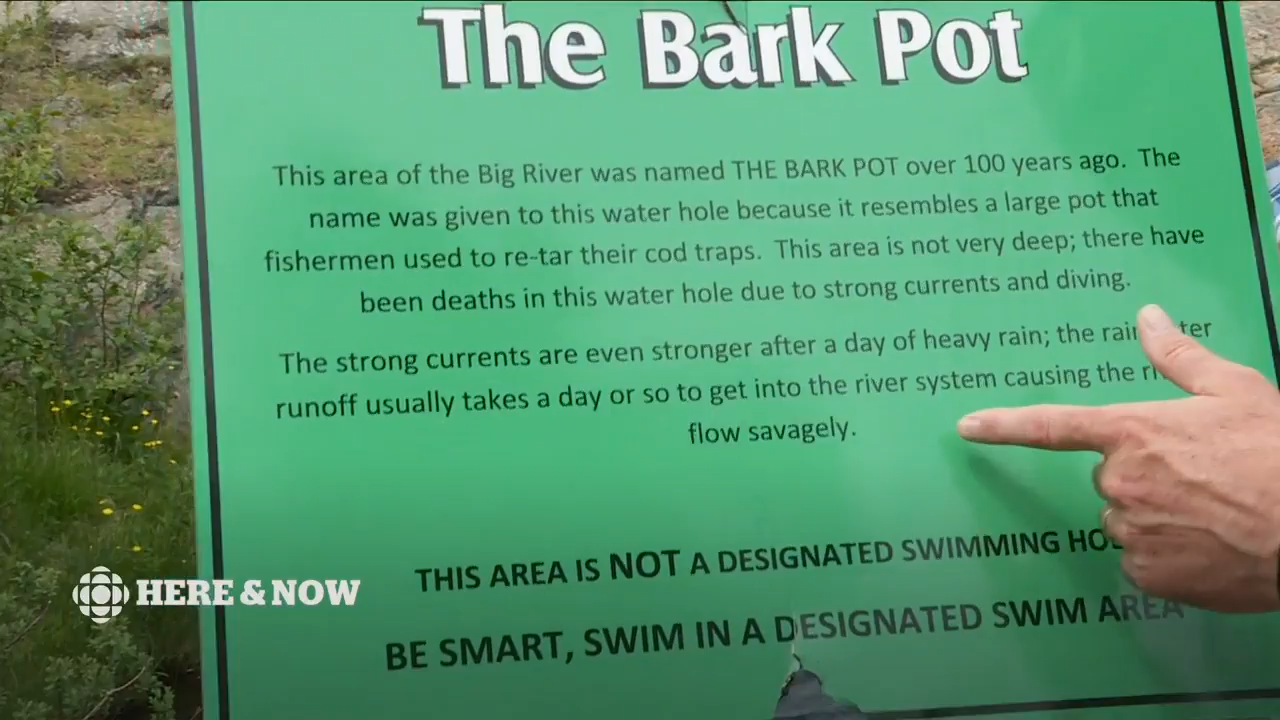 The Bark Pot
This area of the Big River was named THE BARK POT over 100 years ago. The
name was given to this water hole because it resembles a large pot that
fishermen used to re-tar their cod traps. This area is not very deep; there have
been deaths in this water hole due to strong currents and diving.
The strong currents are even stronger after a day of heavy rain; the
runoff usually takes a day or so to get into the river system causing the
flow savagely.
THIS AREA IS NOT A DESIGNATED SWIMMING
BE SMART, SWIM IN A DESIGNATED SWIM AREA
HERE & NOW